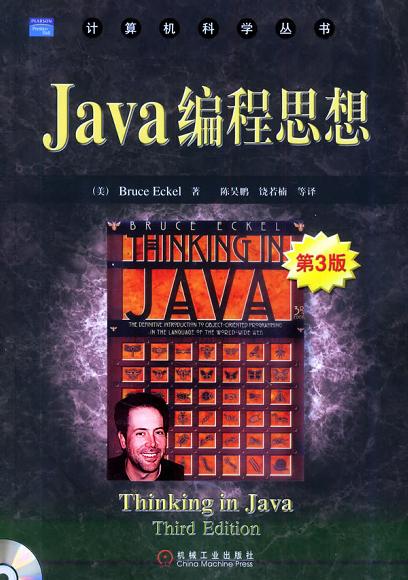 PEARSON
Prentice Hall
计算机科学丛书
Java编程思想
(美) Bruce Eckel 著 陈昊鹏 饶若楠 等译
BRUCE ECKEL
THINKING IN
JAVA
第3版
THE DEFINITIVE INTRODUCTION TO OBJECT-ORIENTED PROGRAMMING
IN THE LANGUAGE OF THE WORLD-WIDE WEB
Thinking in Java
Third Edition
机械工业出版社
China Machine Press